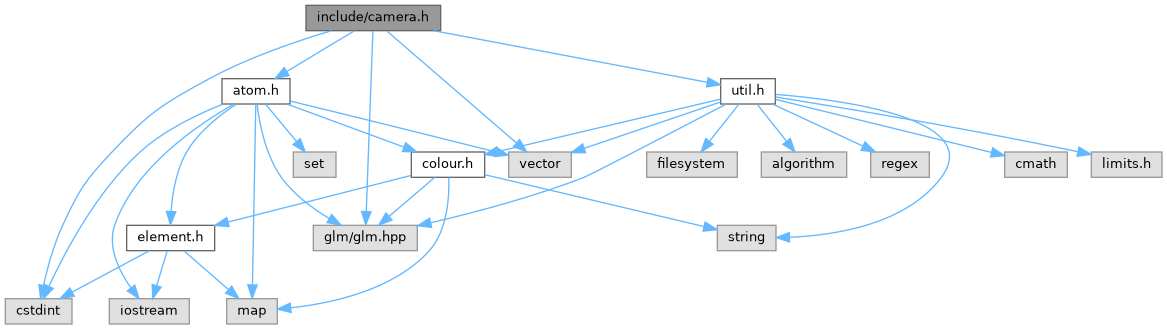 include/camera.h
atom.h
util.h
set
colour.h
vector
filesystem
algorithm
regex
cmath
limits.h
element.h
glm/glm.hpp
string
cstdint
iostream
map